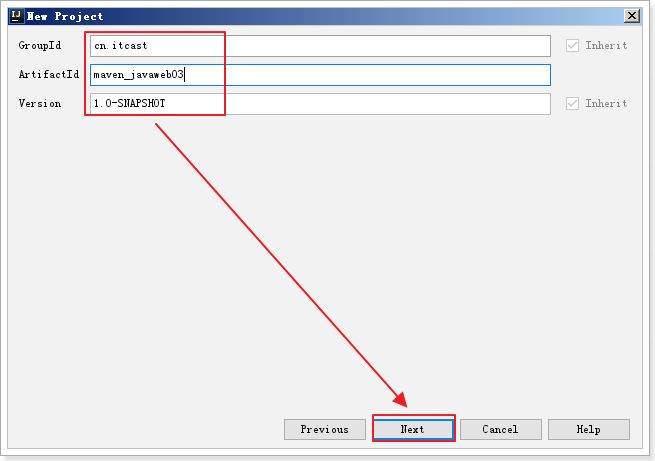 IJ New Project
GroupId cn.itcast Inherit
ArtifactId maven_javaweb03
Version 1.0-SNAPSHOT Inherit
Previous Next Cancel Help